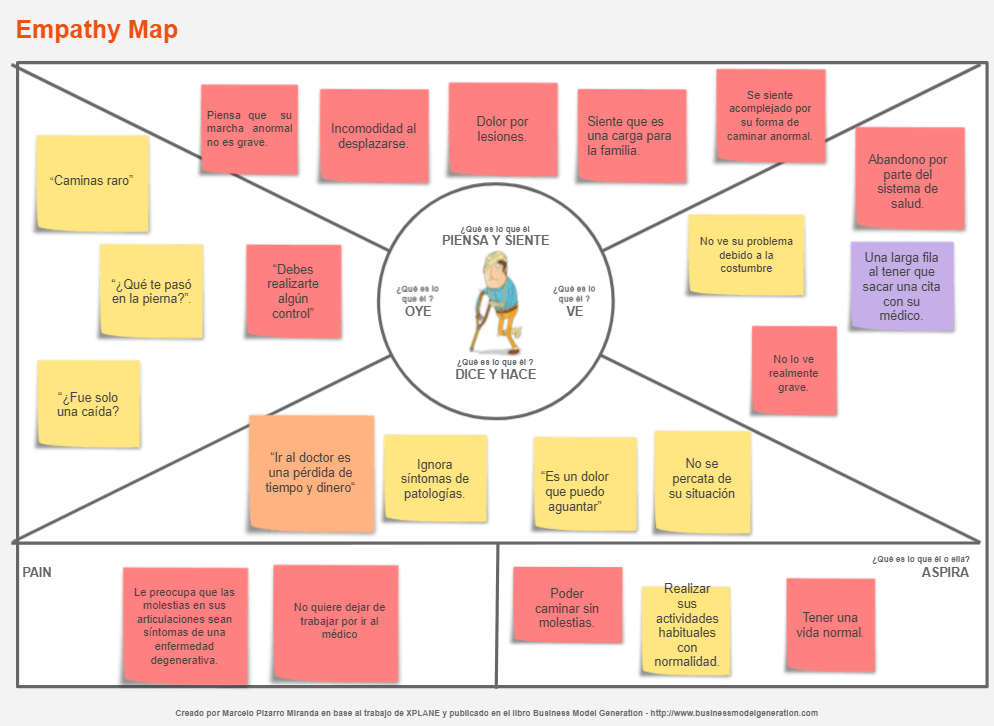 Empathy Map
Piensa que su
marcha anormal
no es grave.
Incomodidad al
desplazarse.
Dolor por
lesiones.
Siente que es
una carga para
la familia.
Se siente
acomplejado por
su forma de
caminar anormal.
Abandono por
parte del
sistema de
salud.
“Caminas raro”
“¿Qué te pasó
en la pierna?”.
“Debes
realizarte
algún
control”
“¿Fue solo
una caída?
¿Qué es lo que él
PIENSA Y SIENTE
¿Qué es lo
que él ?
OYE
¿Qué es lo
que él ?
VE
¿Qué es lo que él ?
DICE Y HACE
No ve su problema
debido a la
costumbre
Una larga fila
al tener que
sacar una cita
con su
médico.
No lo ve
realmente
grave.
“Ir al doctor es
una pérdida de
tiempo y dinero“
Ignora
síntomas de
patologías.
“Es un dolor
que puedo
aguantar”
No se
percata de
su situación
PAIN
Le preocupa que las
molestias en sus
articulaciones sean
síntomas de una
enfermedad
degenerativa.
No quiere dejar de
trabajar por ir al
médico
¿Qué es lo que él o ella?
ASPIRA
Poder
caminar sin
molestias.
Realizar
sus
actividades
habituales
con
normalidad.
Tener una
vida normal.
Creado por Marcelo Pizarro Miranda en base al trabajo de XPLANE y publicado en el libro Business Model Generation - http://www.businessmodelgeneration.com